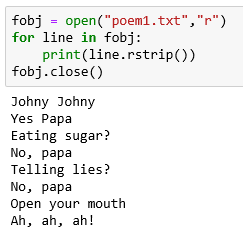 fobj = open("poem1.txt","r")
for line in fobj:
    print(line.rstrip())
fobj.close()
Johny Johny
Yes Papa
Eating sugar?
No, papa
Telling lies?
No, papa
Open your mouth
Ah, ah, ah!